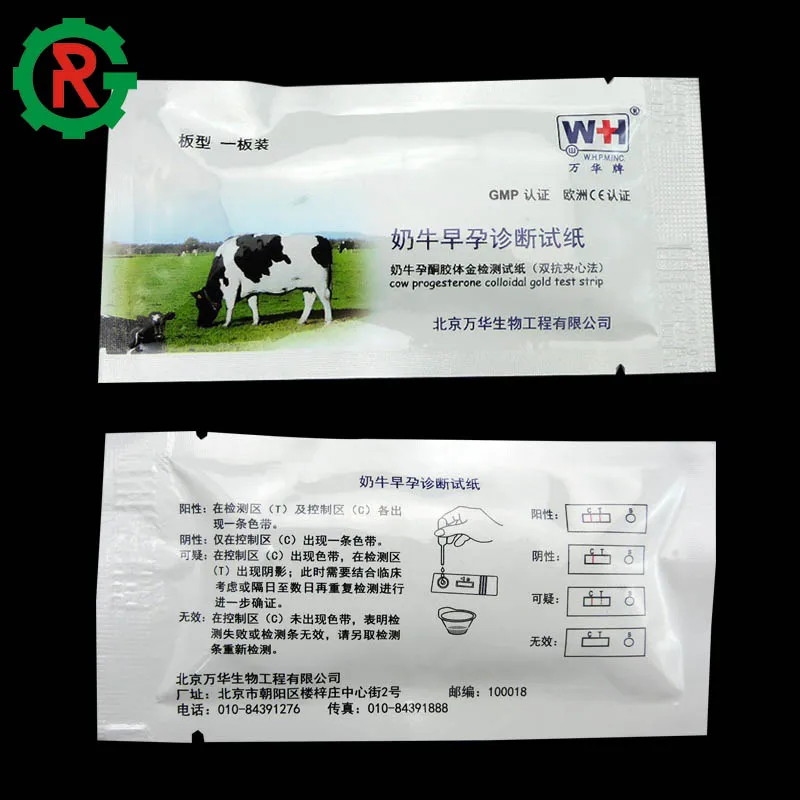 R
板型 一板装
W+H
®
W.H.P.M.INC.
万华牌
GMP 认证 欧洲CE认证
奶牛早孕诊断试纸
奶牛孕酮胶体金检测试纸(双抗夹心法)
cow progesterone colloidal gold test strip
北京万华生物工程有限公司
奶牛早孕诊断试纸
阳性:在检测区(T)及控制区(C)各出
现一条色带。
阴性:仅在控制区(C)出现一条色带。
可疑:在控制区(C)出现色带,在检测区
(T)出现阴影;此时需要结合临床
考虑或隔日至数日再重复检测进行
进一步确证。
无效:在控制区(C)未出现色带,表明检
测失败或检测条无效,请另取检测
条重新检测。
阳性: C T S
阴性: C T S
可疑: C T S
无效: C T S
北京万华生物工程有限公司
厂址:北京市朝阳区楼梓庄中心街2号 邮编:100018
电话:010-84391276 传真:010-84391888